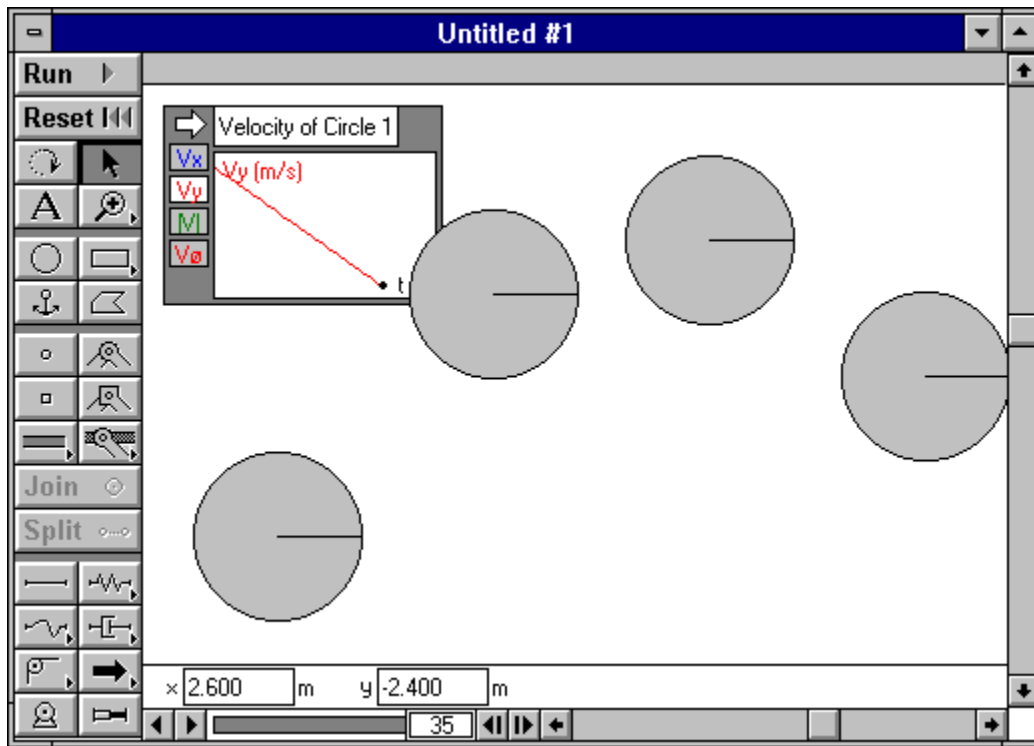 Untitled #1
Run
Reset
Velocity of Circle 1
Vx
Vy (m/s)
Vy
|V|
Vø
t
A
Join
Split
x 2.600 m y -2.400 m
35